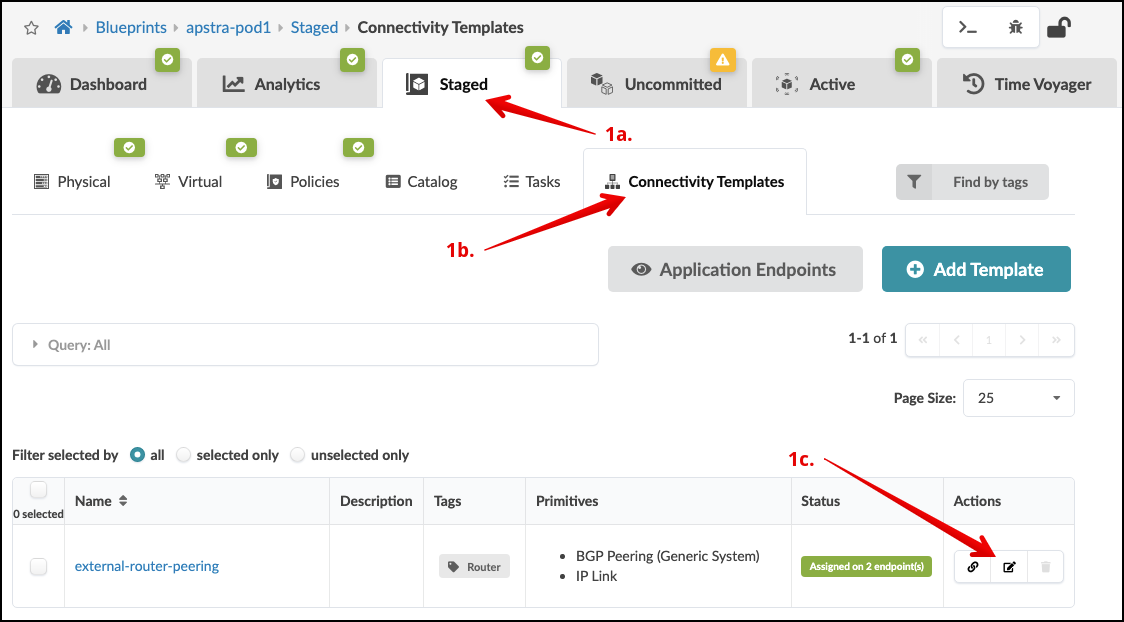 Blueprints apstra-pod1 Staged Connectivity Templates
Dashboard Analytics Staged Uncommitted Active Time Voyager
1a.
Physical Virtual Policies Catalog Tasks Connectivity Templates Find by tags
1b.
Application Endpoints Add Template
Query: All
1-1 of 1 « < 1 > »
Page Size: 25
Filter selected by all selected only unselected only
1c.
0 selected Name Description Tags Primitives Status Actions
external-router-peering Router • BGP Peering (Generic System) Assigned on 2 endpoint(s)
• IP Link